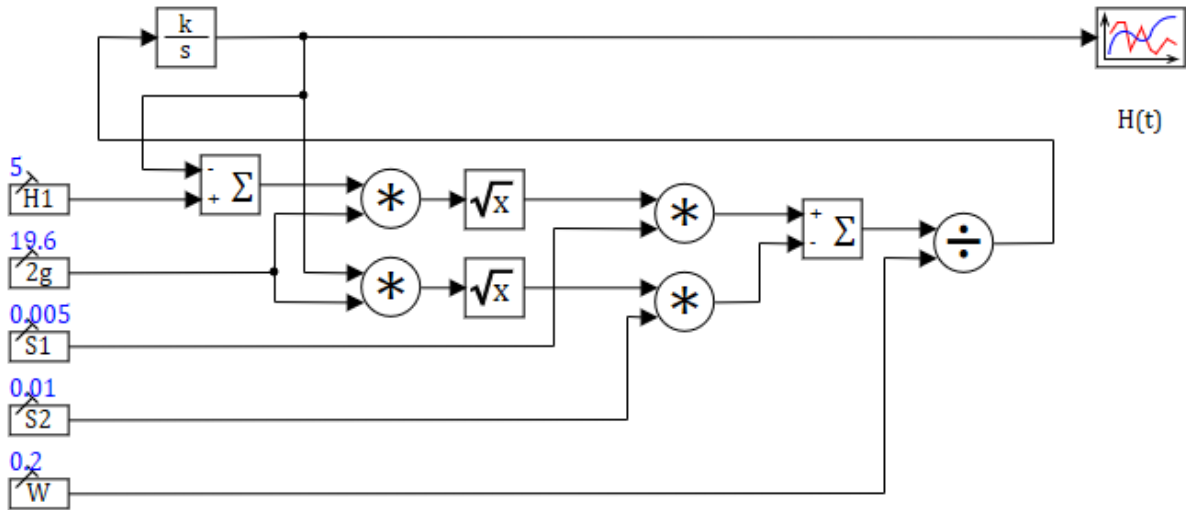 k
s
H(t)
5
H1
- 
+ Σ
* √x * + 
- Σ
19.6
2g
÷
* √x *
0.005
S1
0.01
S2
0.2
W